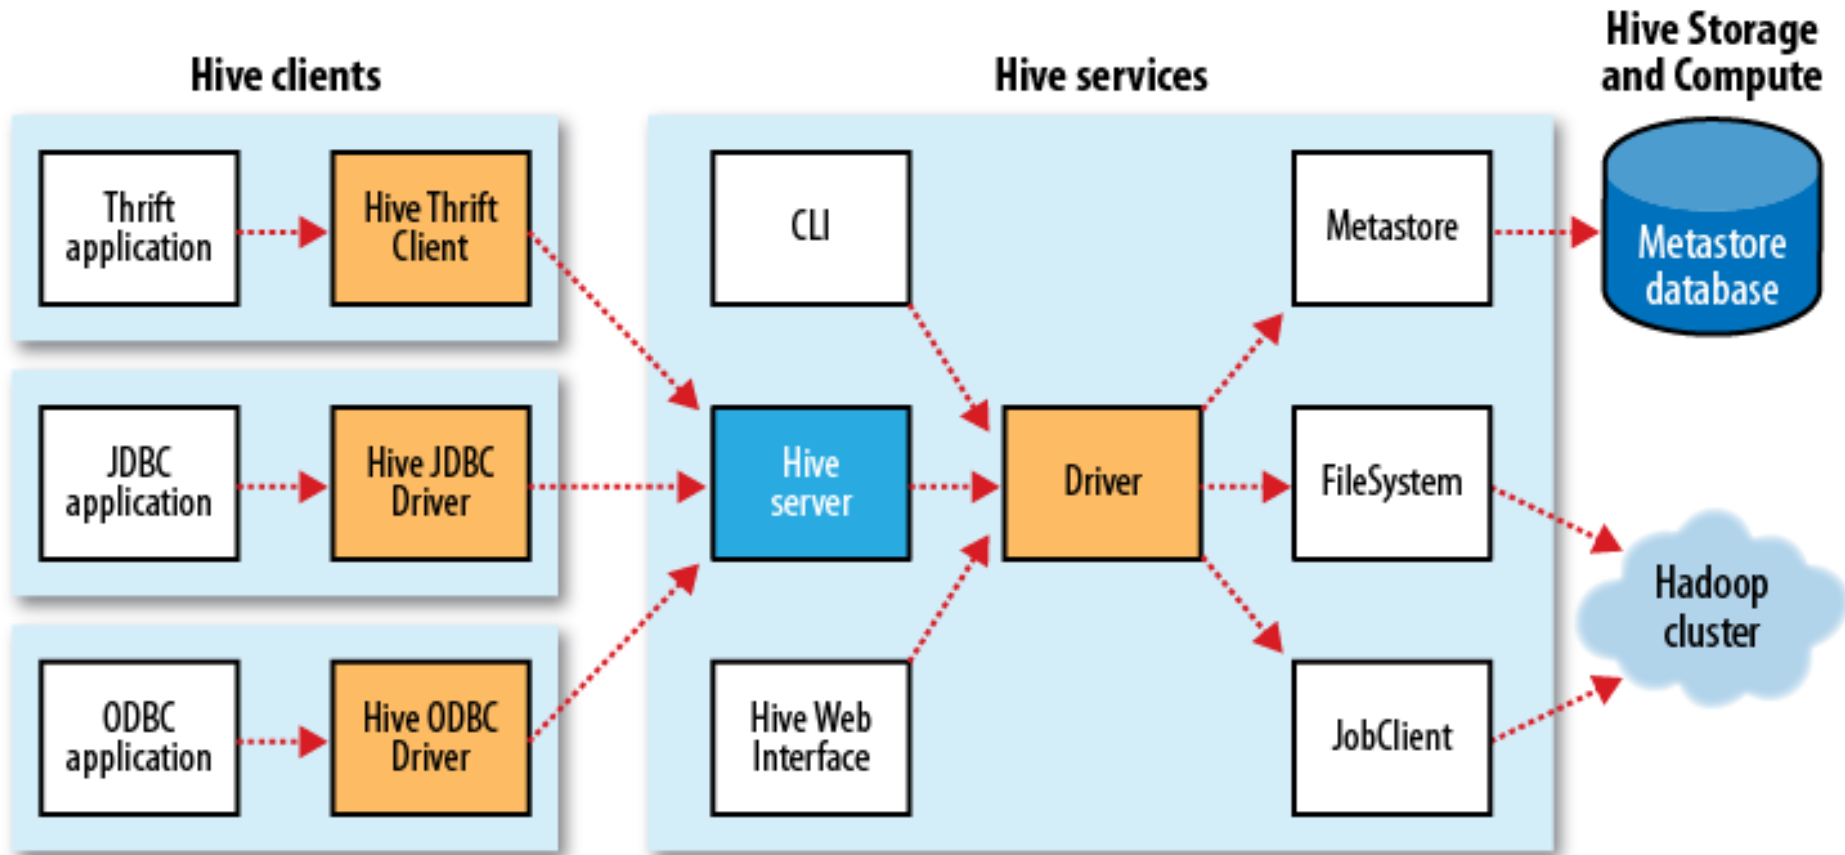 Hive clients
Hive services
Hive Storage
and Compute
Thrift
application
Hive Thrift
Client
CLI
Metastore
Metastore
database
JDBC
application
Hive JDBC
Driver
Hive
server
Driver
FileSystem
Hadoop
cluster
ODBC
application
Hive ODBC
Driver
Hive Web
Interface
JobClient